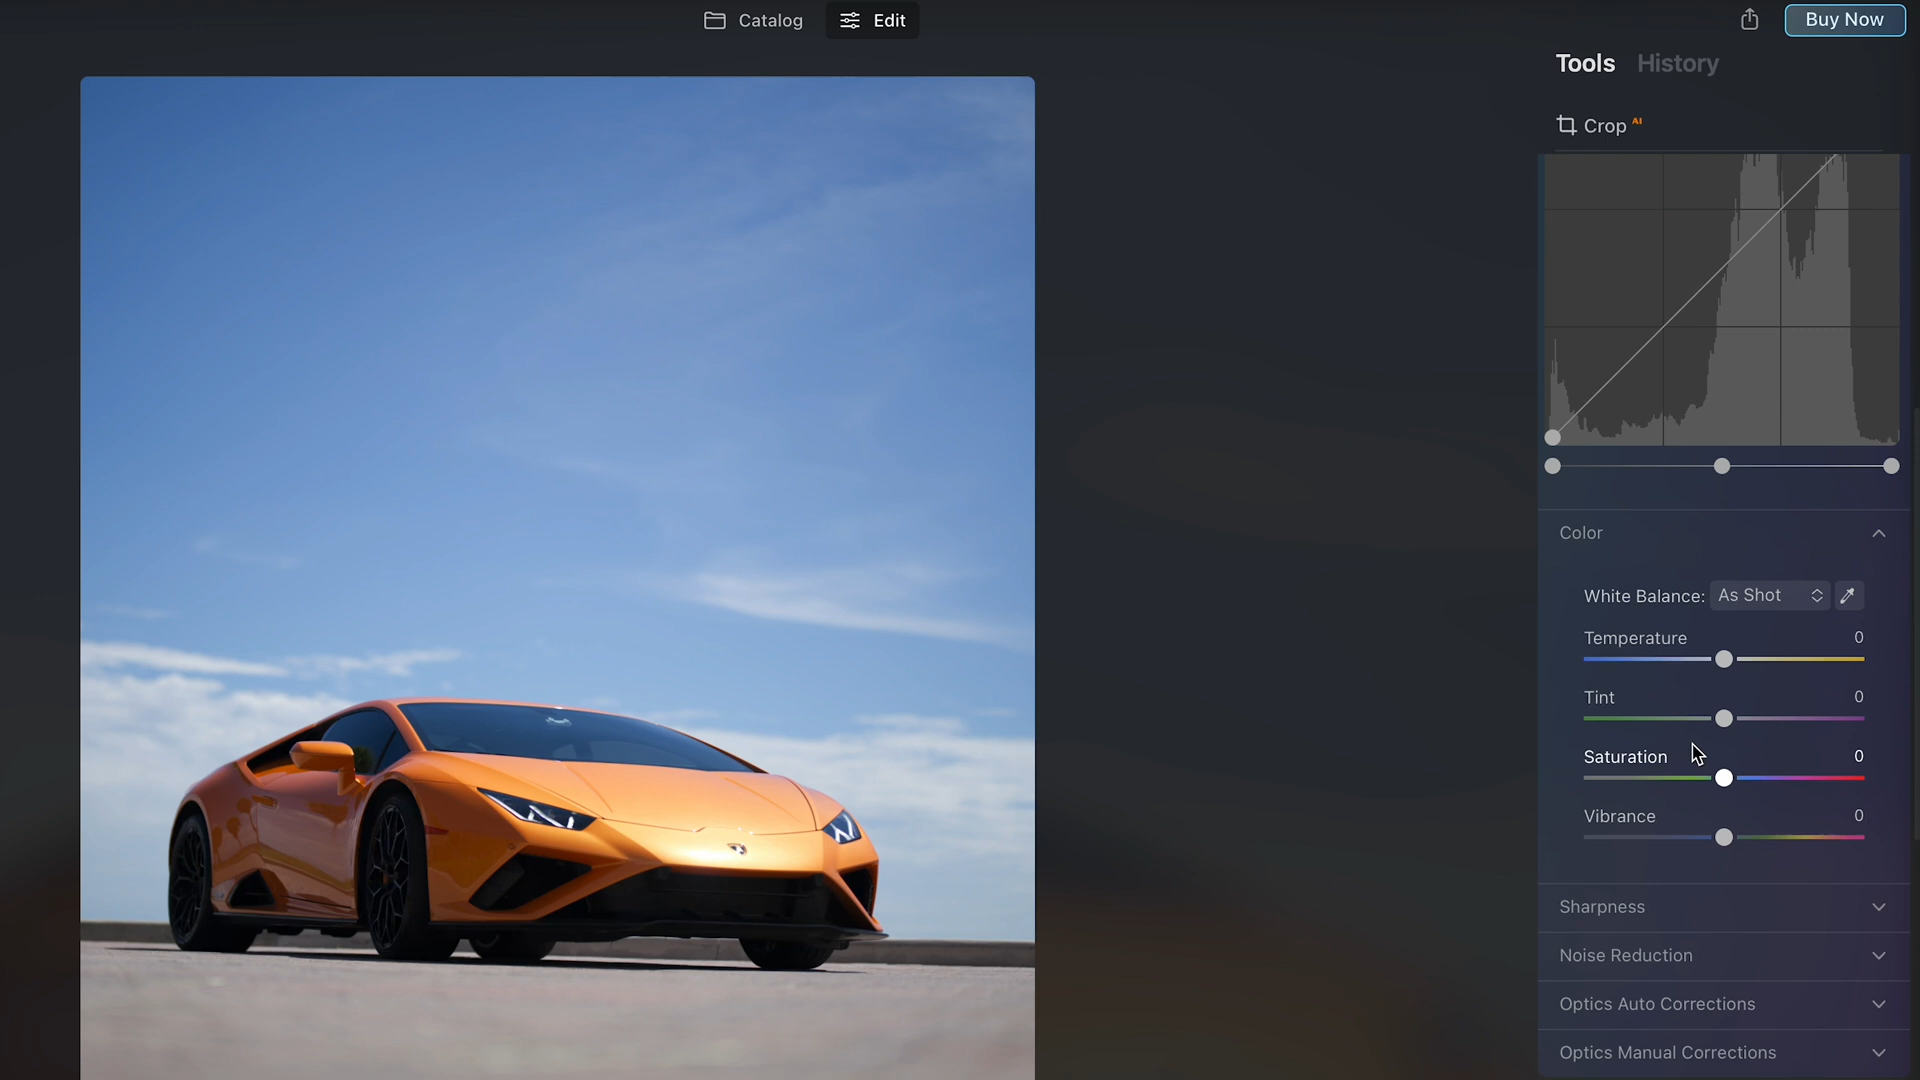 Catalog
Edit
Buy Now
Tools
History
Crop AI
Color
White Balance: As Shot
Temperature 0
Tint 0
Saturation 0
Vibrance 0
Sharpness
Noise Reduction
Optics Auto Corrections
Optics Manual Corrections